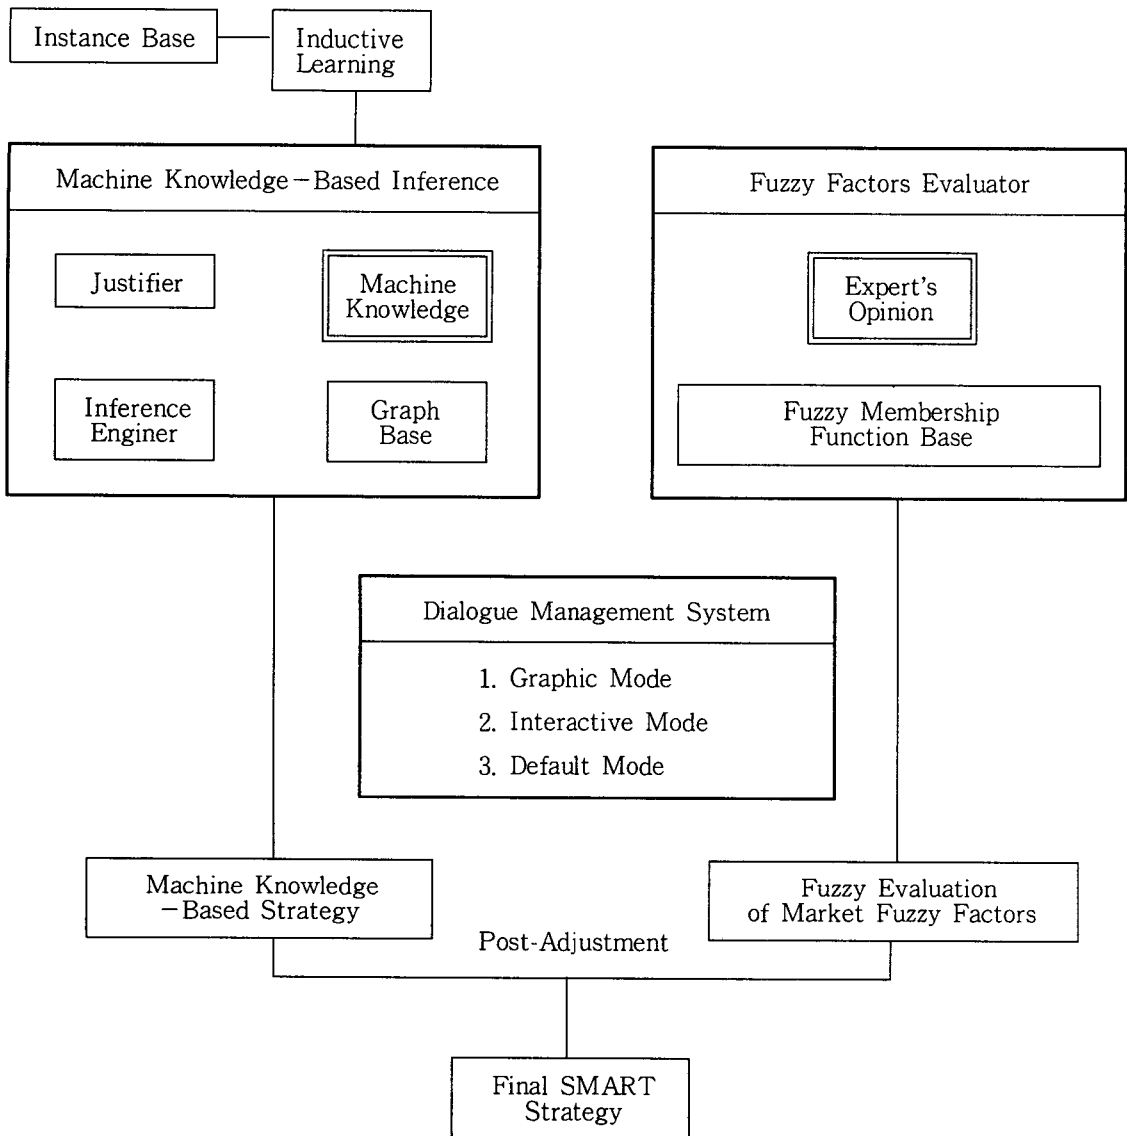 Instance Base
Inductive
Learning
Machine Knowledge-Based Inference
Justifier
Machine
Knowledge
Inference
Enginer
Graph
Base
Fuzzy Factors Evaluator
Expert's
Opinion
Fuzzy Membership
Function Base
Dialogue Management System
1. Graphic Mode
2. Interactive Mode
3. Default Mode
Machine Knowledge
-Based Strategy
Fuzzy Evaluation
of Market Fuzzy Factors
Post-Adjustment
Final SMART
Strategy